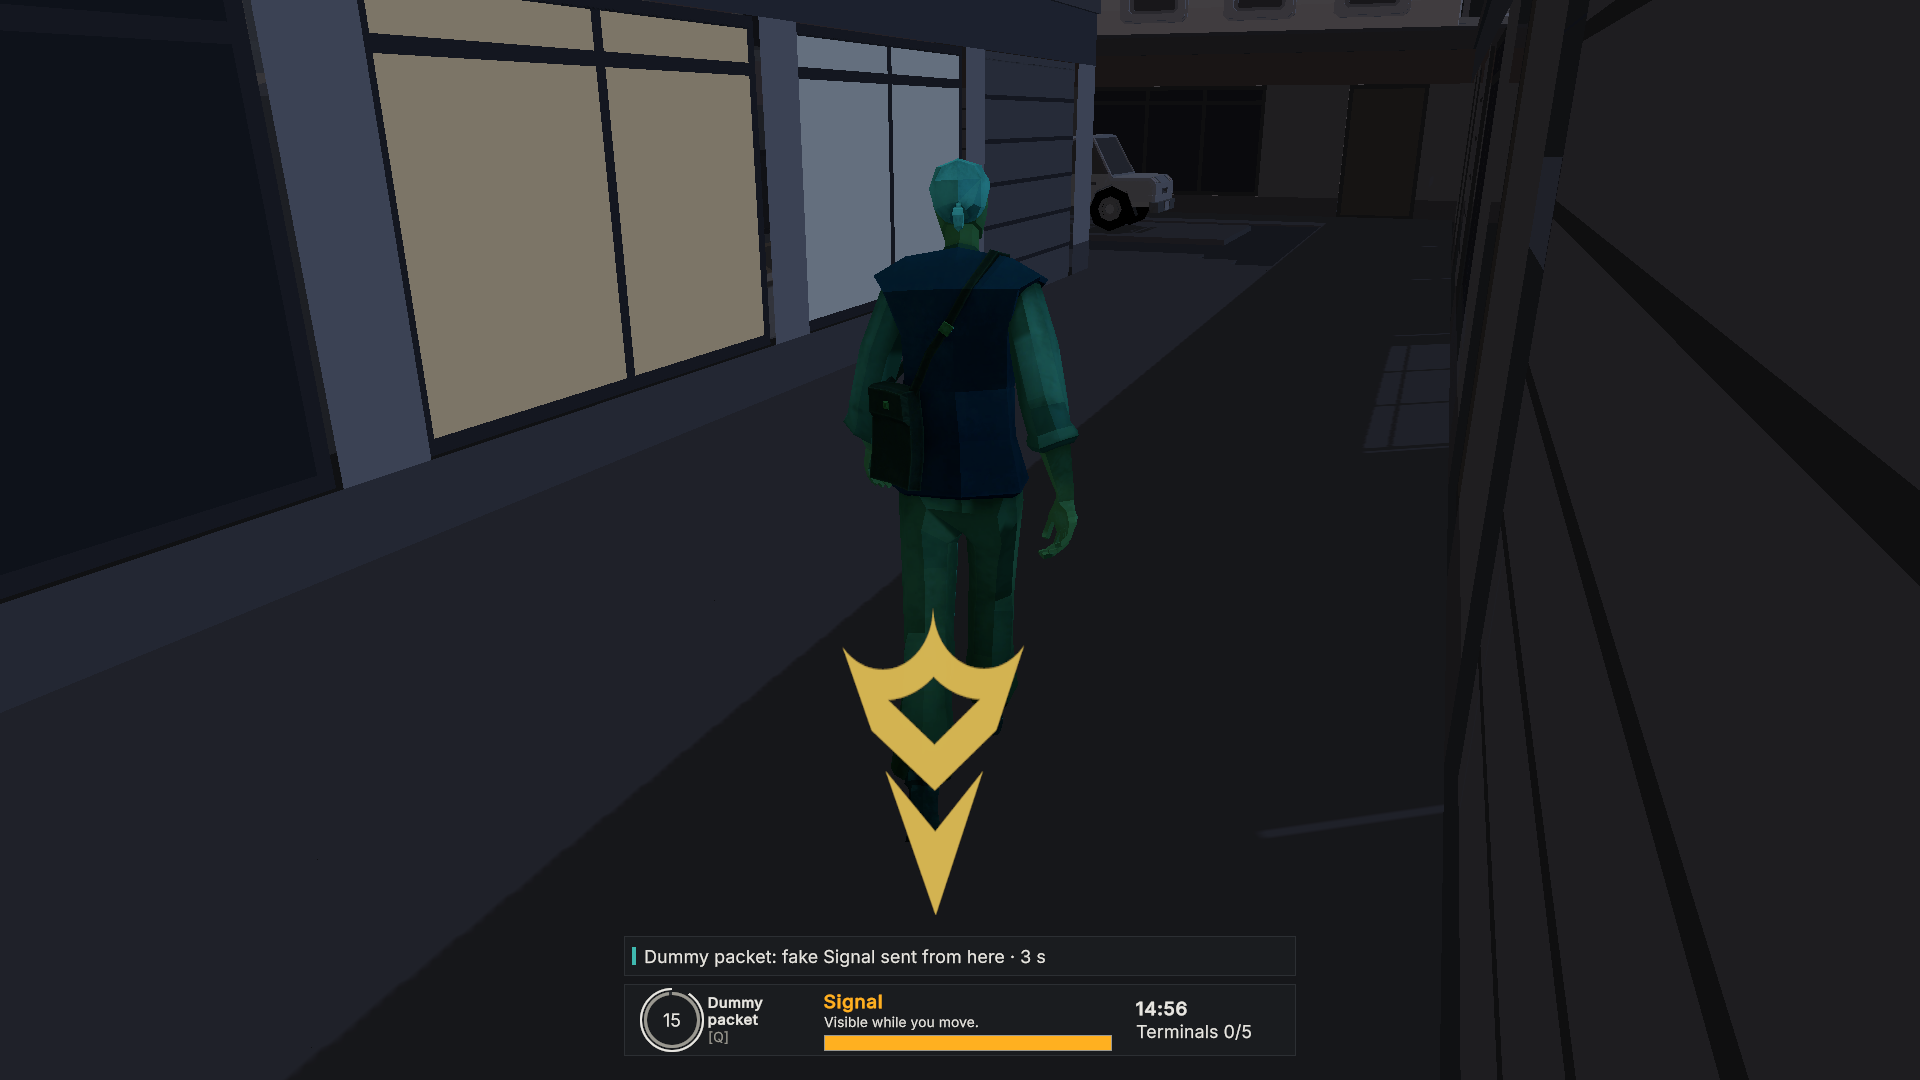 Dummy packet: fake Signal sent from here · 3 s
15
Dummy
packet
[Q]
Signal
Visible while you move.
14:56
Terminals 0/5